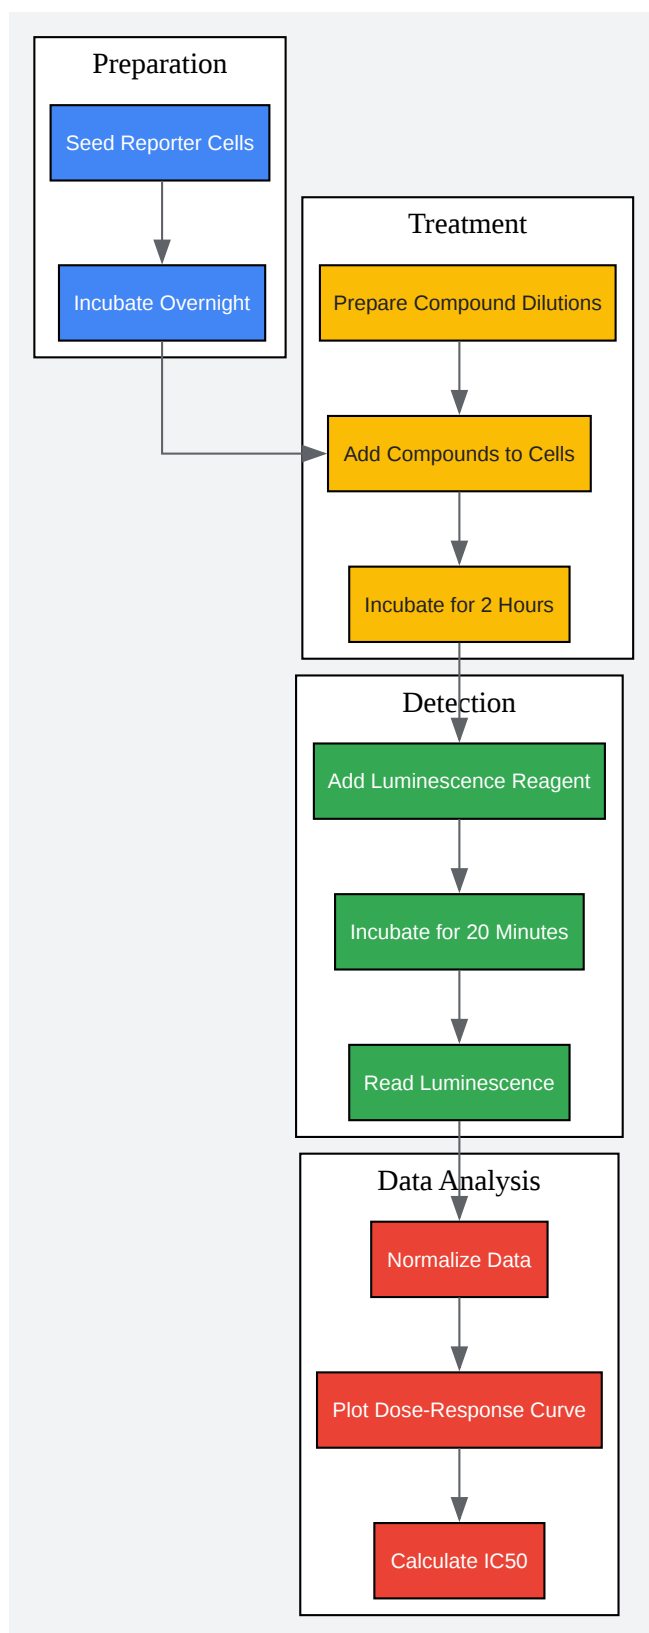 Preparation
Seed Reporter Cells
Incubate Overnight
Treatment
Prepare Compound Dilutions
Add Compounds to Cells
Incubate for 2 Hours
Detection
Add Luminescence Reagent
Incubate for 20 Minutes
Read Luminescence
Data Analysis
Normalize Data
Plot Dose-Response Curve
Calculate IC50